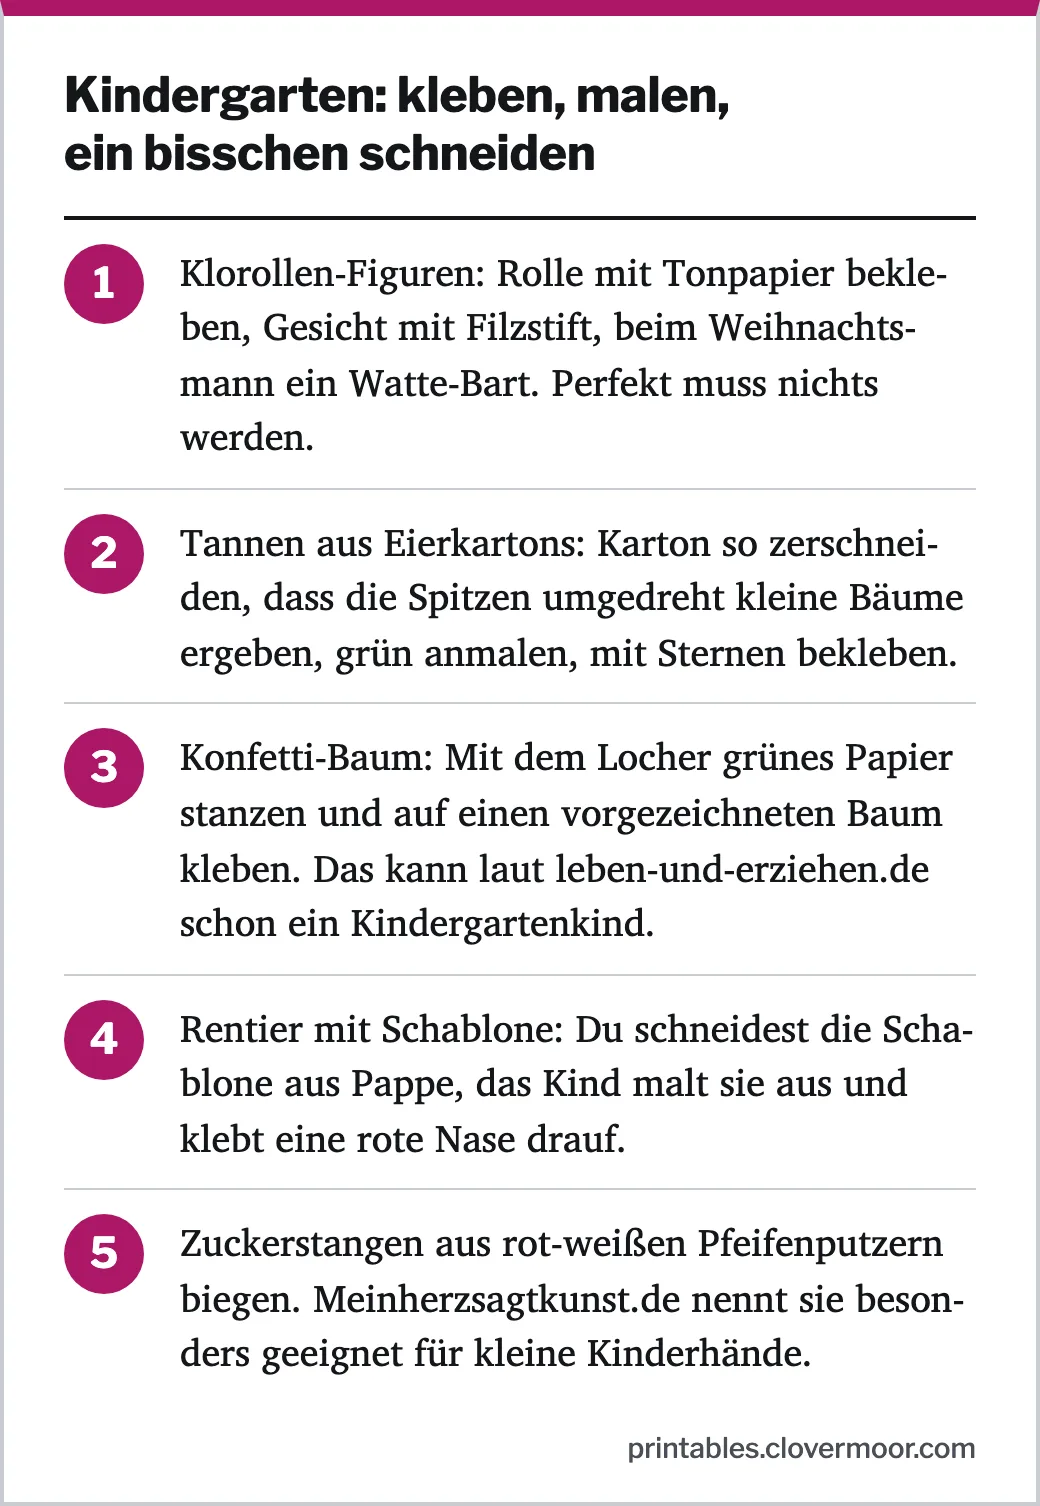 Kindergarten: kleben, malen,
ein bisschen schneiden
1
Klorollen-Figuren: Rolle mit Tonpapier bekle-
ben, Gesicht mit Filzstift, beim Weihnachts-
mann ein Watte-Bart. Perfekt muss nichts
werden.
2
Tannen aus Eierkartons: Karton so zerschnei-
den, dass die Spitzen umgedreht kleine Bäume
ergeben, grün anmalen, mit Sternen bekleben.
3
Konfetti-Baum: Mit dem Locher grünes Papier
stanzen und auf einen vorgezeichneten Baum
kleben. Das kann laut leben-und-erziehen.de
schon ein Kindergartenkind.
4
Rentier mit Schablone: Du schneidest die Scha-
blone aus Pappe, das Kind malt sie aus und
klebt eine rote Nase drauf.
5
Zuckerstangen aus rot-weißen Pfeifenputzern
biegen. Meinherzsagtkunst.de nennt sie beson-
ders geeignet für kleine Kinderhände.
printables.clovermoor.com